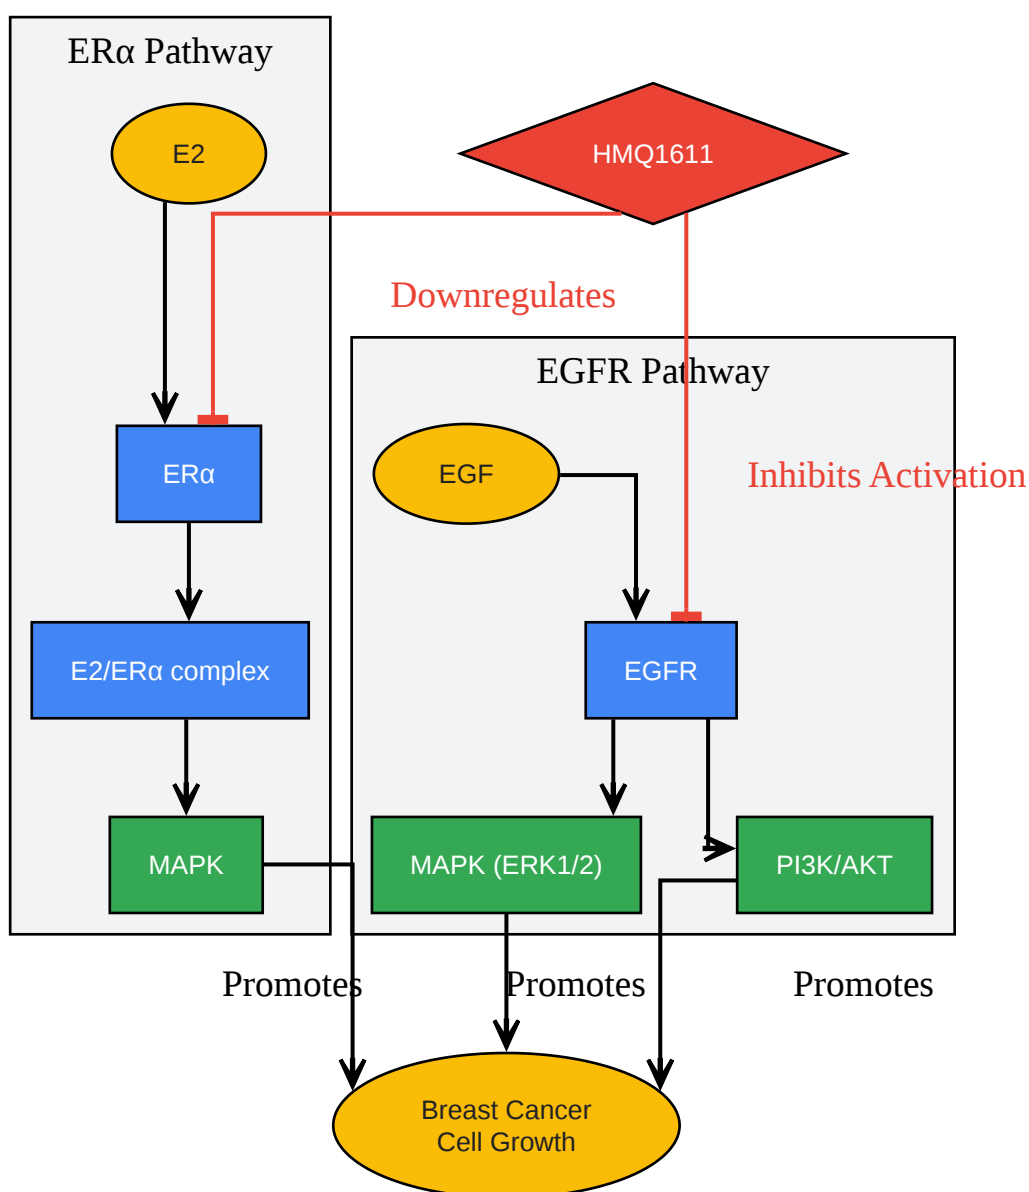 ERα Pathway
E2
HMQ1611
Downregulates
EGFR Pathway
ERα
EGF
Inhibits Activation
E2/ERα complex
EGFR
MAPK
MAPK (ERK1/2)
PI3K/AKT
Promotes
Promotes
Promotes
Breast Cancer
Cell Growth